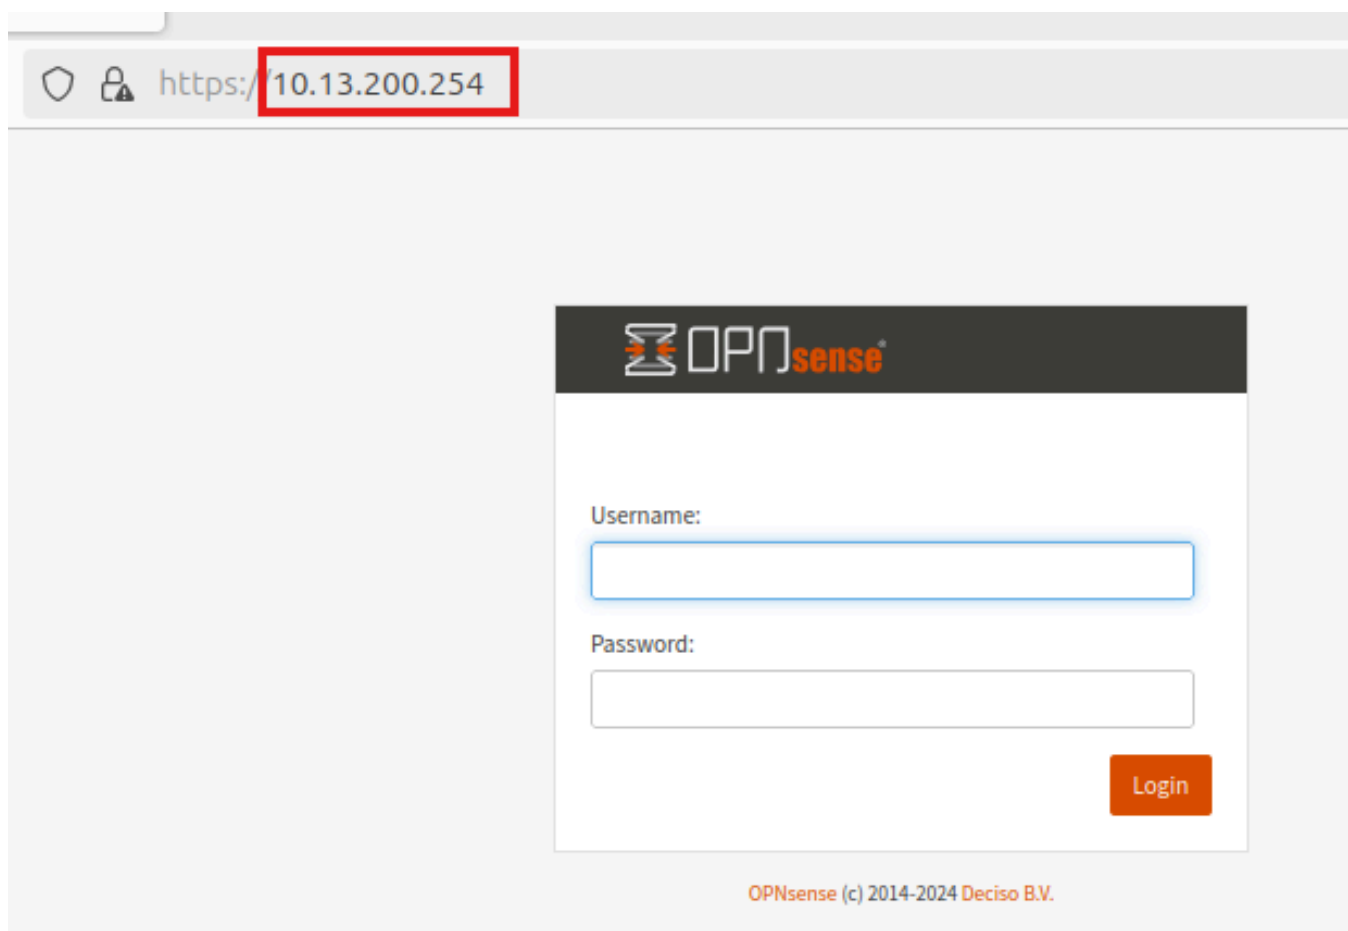 https://10.13.200.254
OPNsense®
Username:
Password:
Login
OPNsense (c) 2014-2024 Deciso B.V.